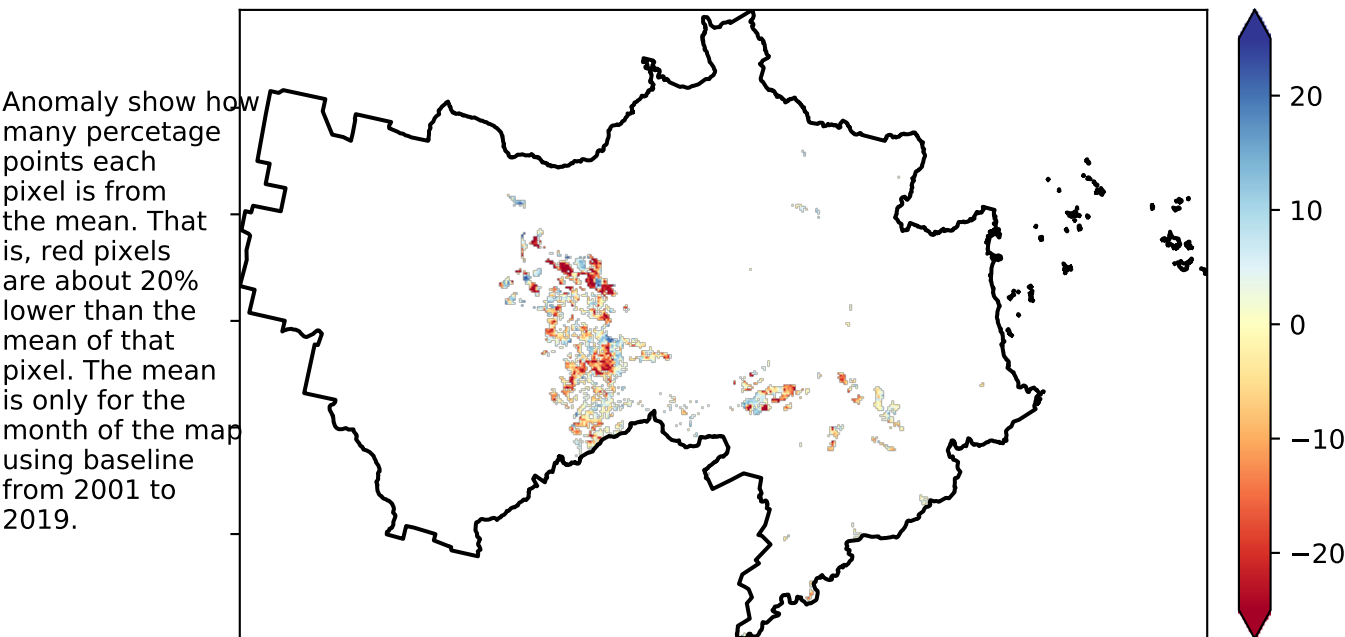 Anomaly show how
many percetage
points each
pixel is from
the mean. That
is, red pixels
are about 20%
lower than the
mean of that
pixel. The mean
is only for the
month of the map
using baseline
from 2001 to
2019.
20
10
0
−10
−20